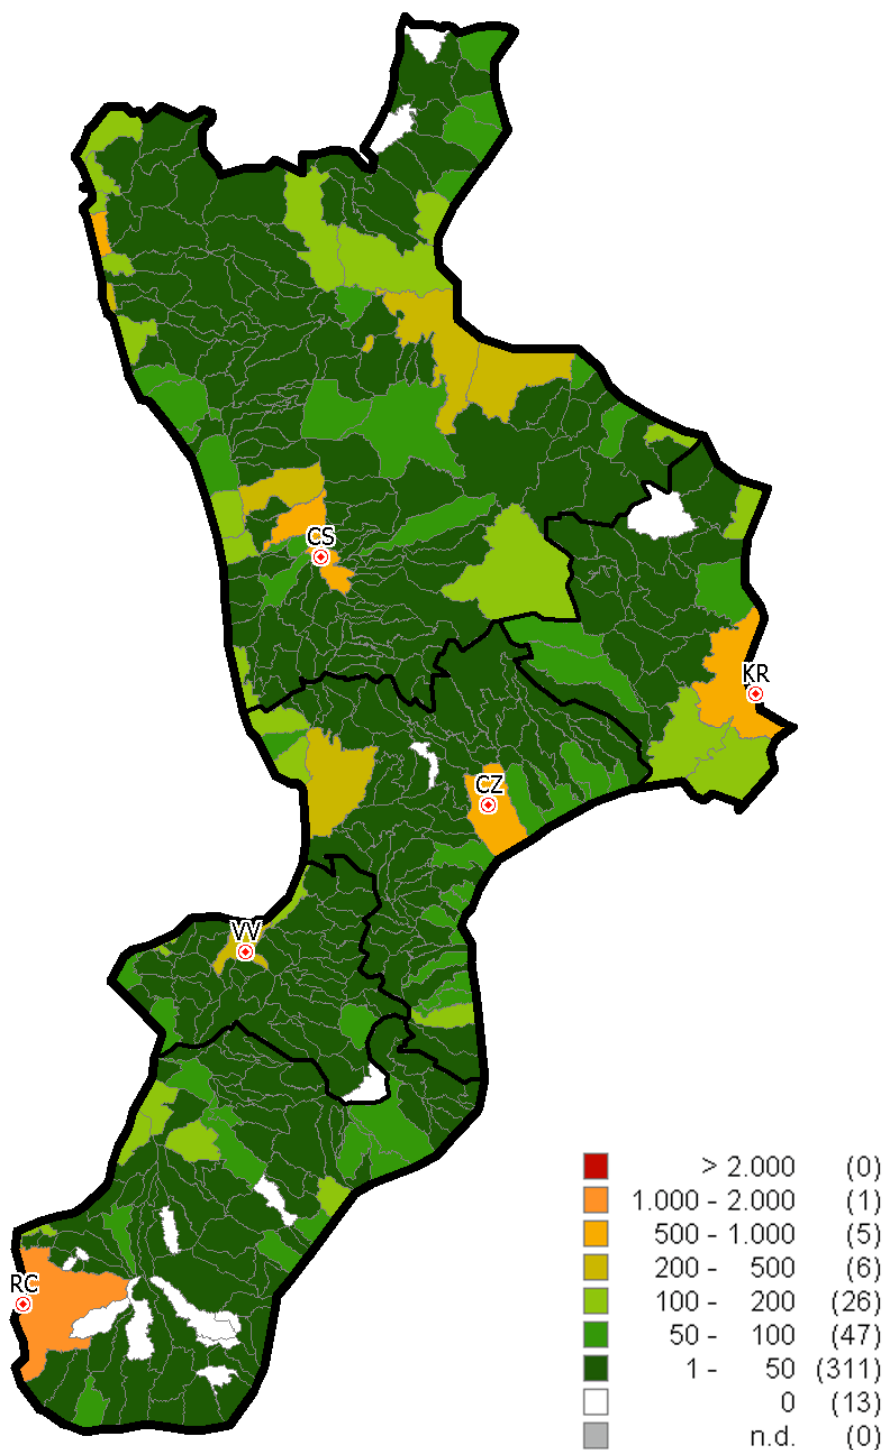 CS
KR
CZ
VV
RC
> 2.000 (0)
1.000 - 2.000 (1)
500 - 1.000 (5)
200 - 500 (6)
100 - 200 (26)
50 - 100 (47)
1 - 50 (311)
0 (13)
n.d. (0)